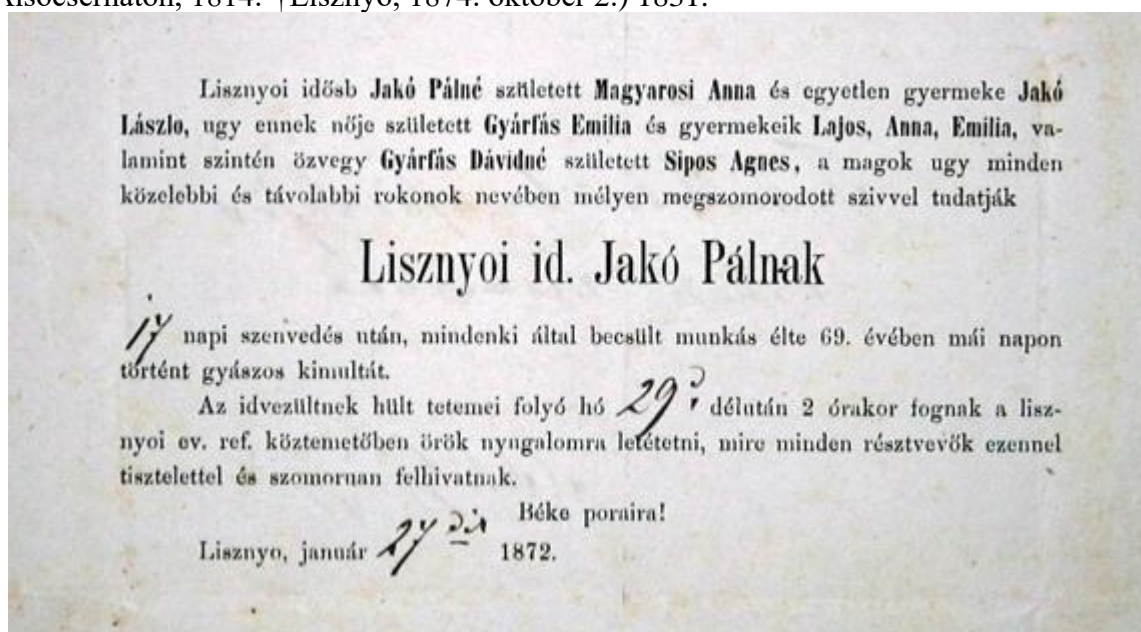 Alsócsernáton, 1814. †Lisznyó, 1874. október 2.) 1831.
Lisznyoi idősb Jakó Pálné született Magyarosi Anna és egyetlen gyermeke Jakó
Lászlo, ugy ennek nője született Gyárfás Emilia és gyermekeik Lajos, Anna, Emilia, va-
lamint szintén özvegy Gyárfás Dávidné született Sipos Agnes, a magok ugy minden
közelebbi és távolabbi rokonok nevében mélyen megszomorodott szivvel tudatják
Lisznyoi id. Jakó Pálnak
17 napi szenvedés után, mindenki által becsült munkás élte 69. évében mái napon
történt gyászos kimultát.
Az idvezültnek hült tetemei folyó hó 29 délután 2 órakor fognak a lisz-
nyoi ev. ref. köztemetőben örök nyugalomra letétetni, mire minden résztvevők ezennel
tisztelettel és szomoruan felhivatnak.
Béke poraira!
Lisznyo, január 27 1872.